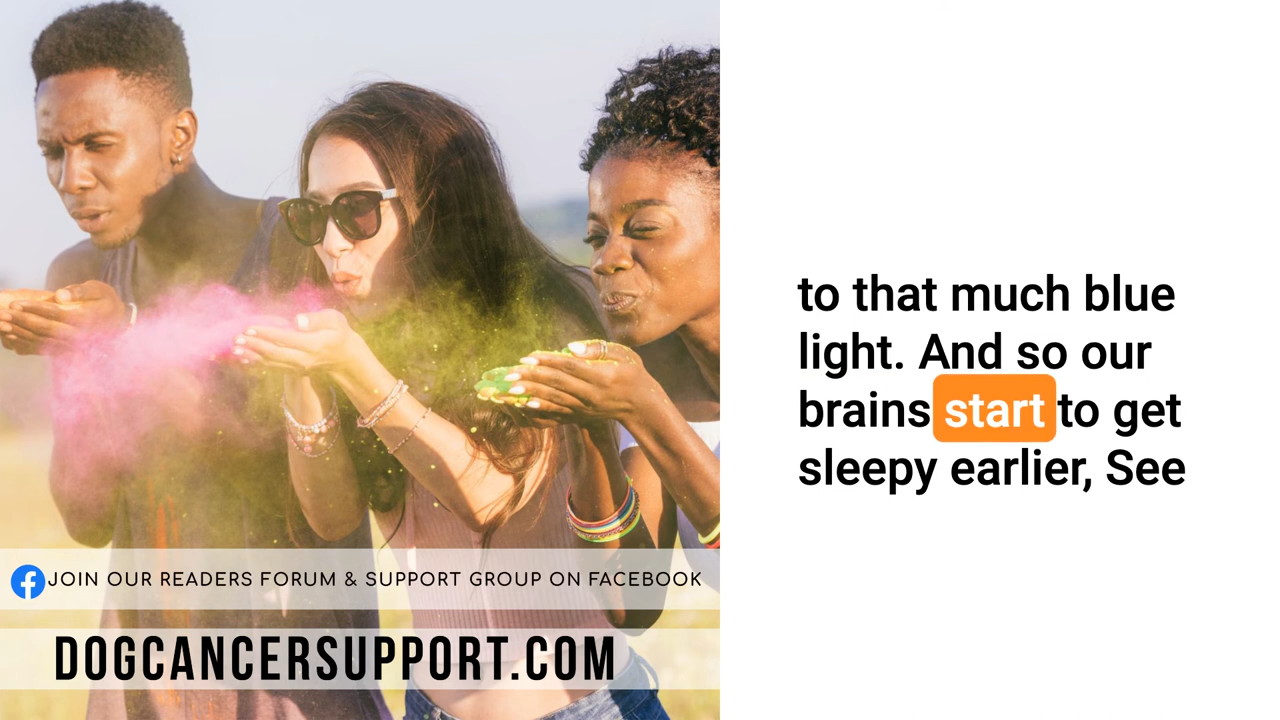 to that much blue
light. And so our
brains start to get
sleepy earlier, See
JOIN OUR READERS FORUM & SUPPORT GROUP ON FACEBOOK
DOGCANCERSUPPORT.COM